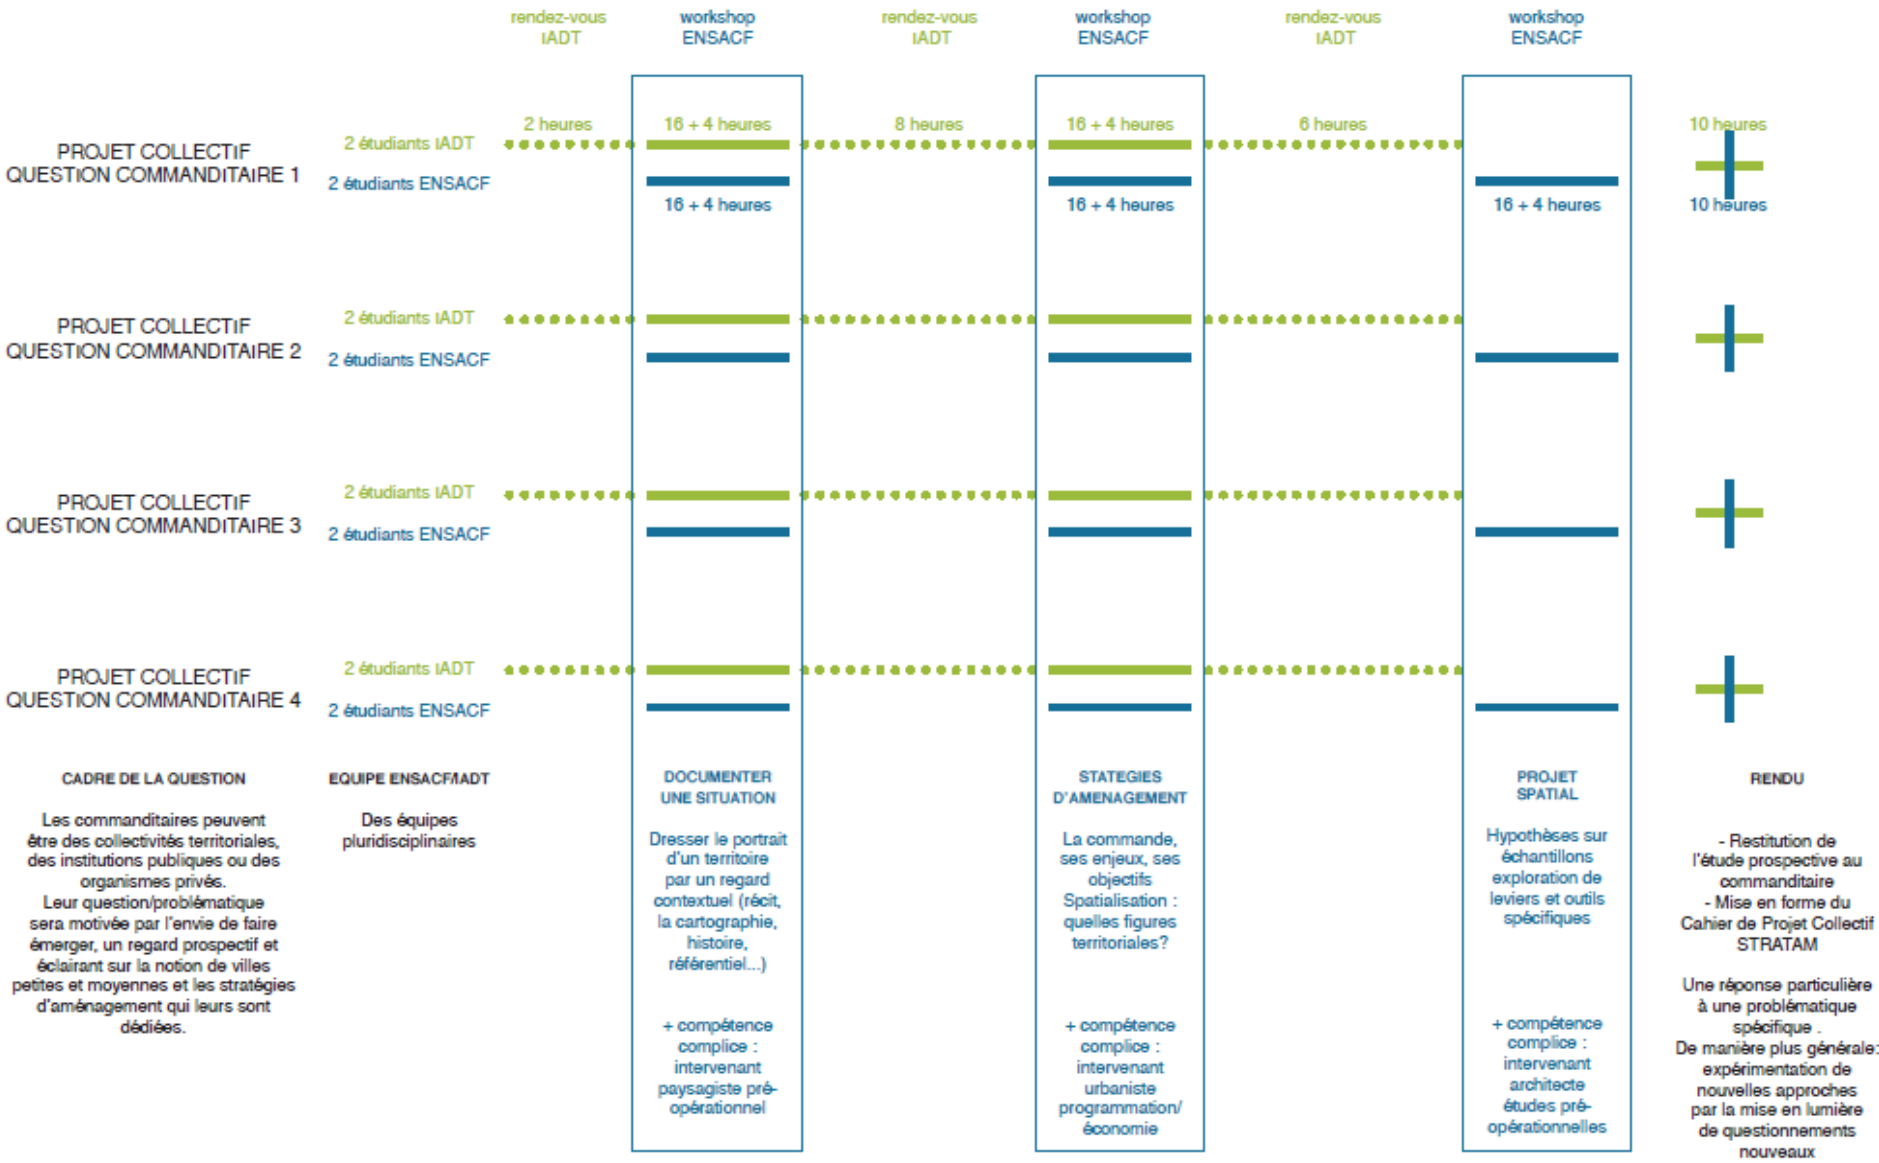 rendez-vous
IADT
workshop
ENSACF
rendez-vous
IADT
workshop
ENSACF
rendez-vous
IADT
workshop
ENSACF
PROJET COLLECTIF
QUESTION COMMANDITAIRE 1
2 étudiants IADT
2 étudiants ENSACF
2 heures
16 + 4 heures
8 heures
16 + 4 heures
6 heures
10 heures
16 + 4 heures
16 + 4 heures
16 + 4 heures
10 heures
PROJET COLLECTIF
QUESTION COMMANDITAIRE 2
2 étudiants IADT
2 étudiants ENSACF
PROJET COLLECTIF
QUESTION COMMANDITAIRE 3
2 étudiants IADT
2 étudiants ENSACF
PROJET COLLECTIF
QUESTION COMMANDITAIRE 4
2 étudiants IADT
2 étudiants ENSACF
CADRE DE LA QUESTION
Les commanditaires peuvent
être des collectivités territoriales,
des institutions publiques ou des
organismes privés.
Leur question/problématique
sera motivée par l'envie de faire
émerger, un regard prospectif et
éclairant sur la notion de villes
petites et moyennes et les stratégies
d'aménagement qui leurs sont
dédiées.
EQUIPE ENSACF/IADT
Des équipes
pluridisciplinaires
DOCUMENTER
UNE SITUATION
Dresser le portrait
d'un territoire
par un regard
contextuel (récit,
la cartographie,
histoire,
référentiel...)
+ compétence
complice :
intervenant
paysagiste pré-
opérationnel
STATEGIES
D'AMENAGEMENT
La commande,
ses enjeux, ses
objectifs
Spatialisation :
quelles figures
territoriales?
+ compétence
complice :
intervenant
urbaniste
programmation/
économie
PROJET
SPATIAL
Hypothèses sur
échantillons
exploration de
leviers et outils
spécifiques
+ compétence
complice :
intervenant
architecte
études pré-
opérationnelles
RENDU
- Restitution de
l'étude prospective au
commanditaire
- Mise en forme du
Cahier de Projet Collectif
STRATAM
Une réponse particulière
à une problématique
spécifique .
De manière plus générale:
expérimentation de
nouvelles approches
par la mise en lumière
de questionnements
nouveaux